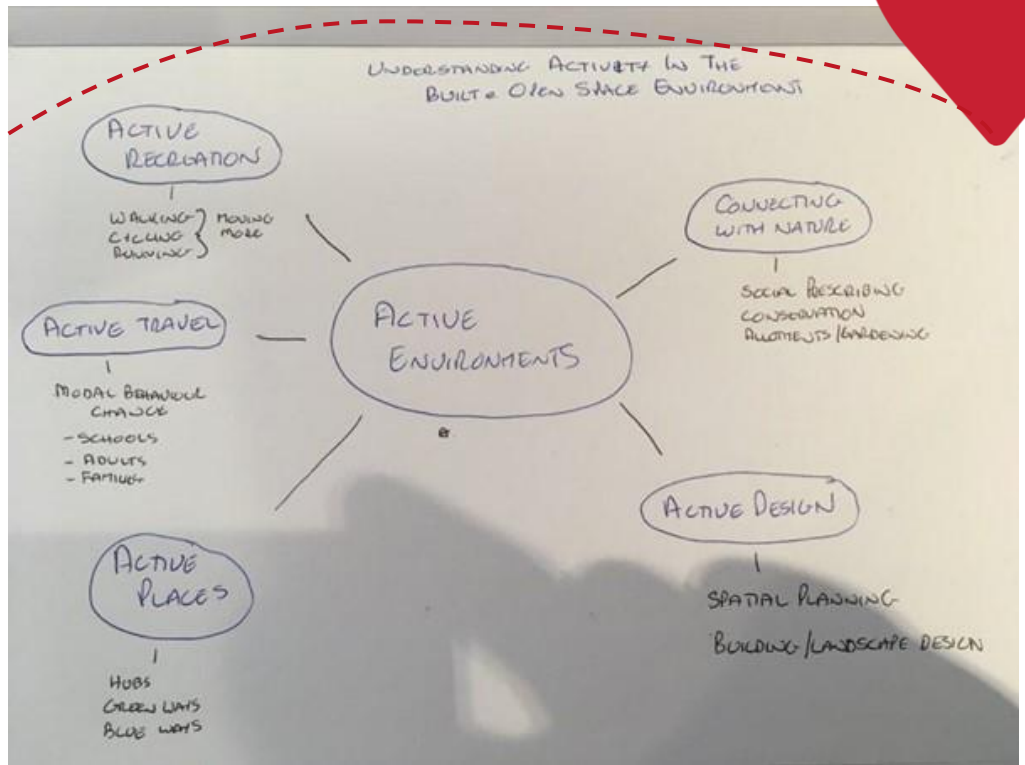 UNDERSTANDING ACTIVITY IN THE
BUILT & OPEN SPACE ENVIRONMENT
ACTIVE
RECREATION
WALKING
CYCLING
RUNNING
MOVING
MORE
CONNECTING
WITH NATURE
SOCIAL PRESCRIBING
CONSERVATION
ALLOTMENTS/GARDENING
ACTIVE TRAVEL
MODAL BEHAVIOUR
CHANGE
- SCHOOLS
- ADULTS
- FAMILIES
ACTIVE
ENVIRONMENTS
ACTIVE DESIGN
SPATIAL PLANNING
BUILDING/LANDSCAPE DESIGN
ACTIVE
PLACES
HUBS
GREEN WAYS
BLUE WAYS